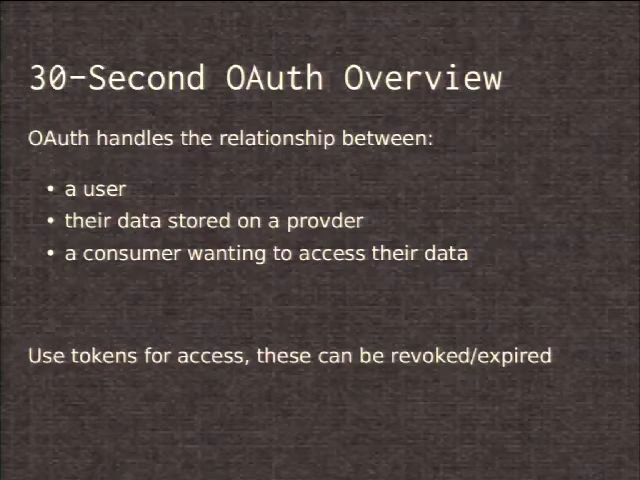 30-Second OAuth Overview
OAuth handles the relationship between:
• a user
• their data stored on a provder
• a consumer wanting to access their data
Use tokens for access, these can be revoked/expired